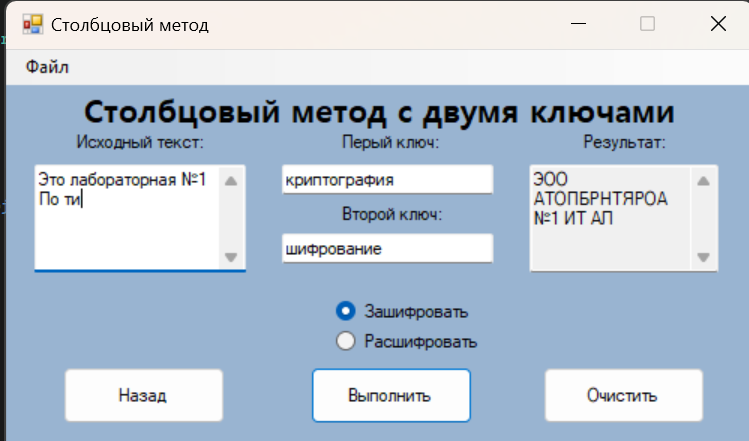 Столбцовый метод
Файл
Столбцовый метод с двумя ключами
Исходный текст:
Перый ключ:
Результат:
Это лабораторная №1
По ти
криптография
ЭОО
АТОПБРНТЯРОА
№1 ИТ АЛ
Второй ключ:
шифрование
Зашифровать
Расшифровать
Назад
Выполнить
Очистить